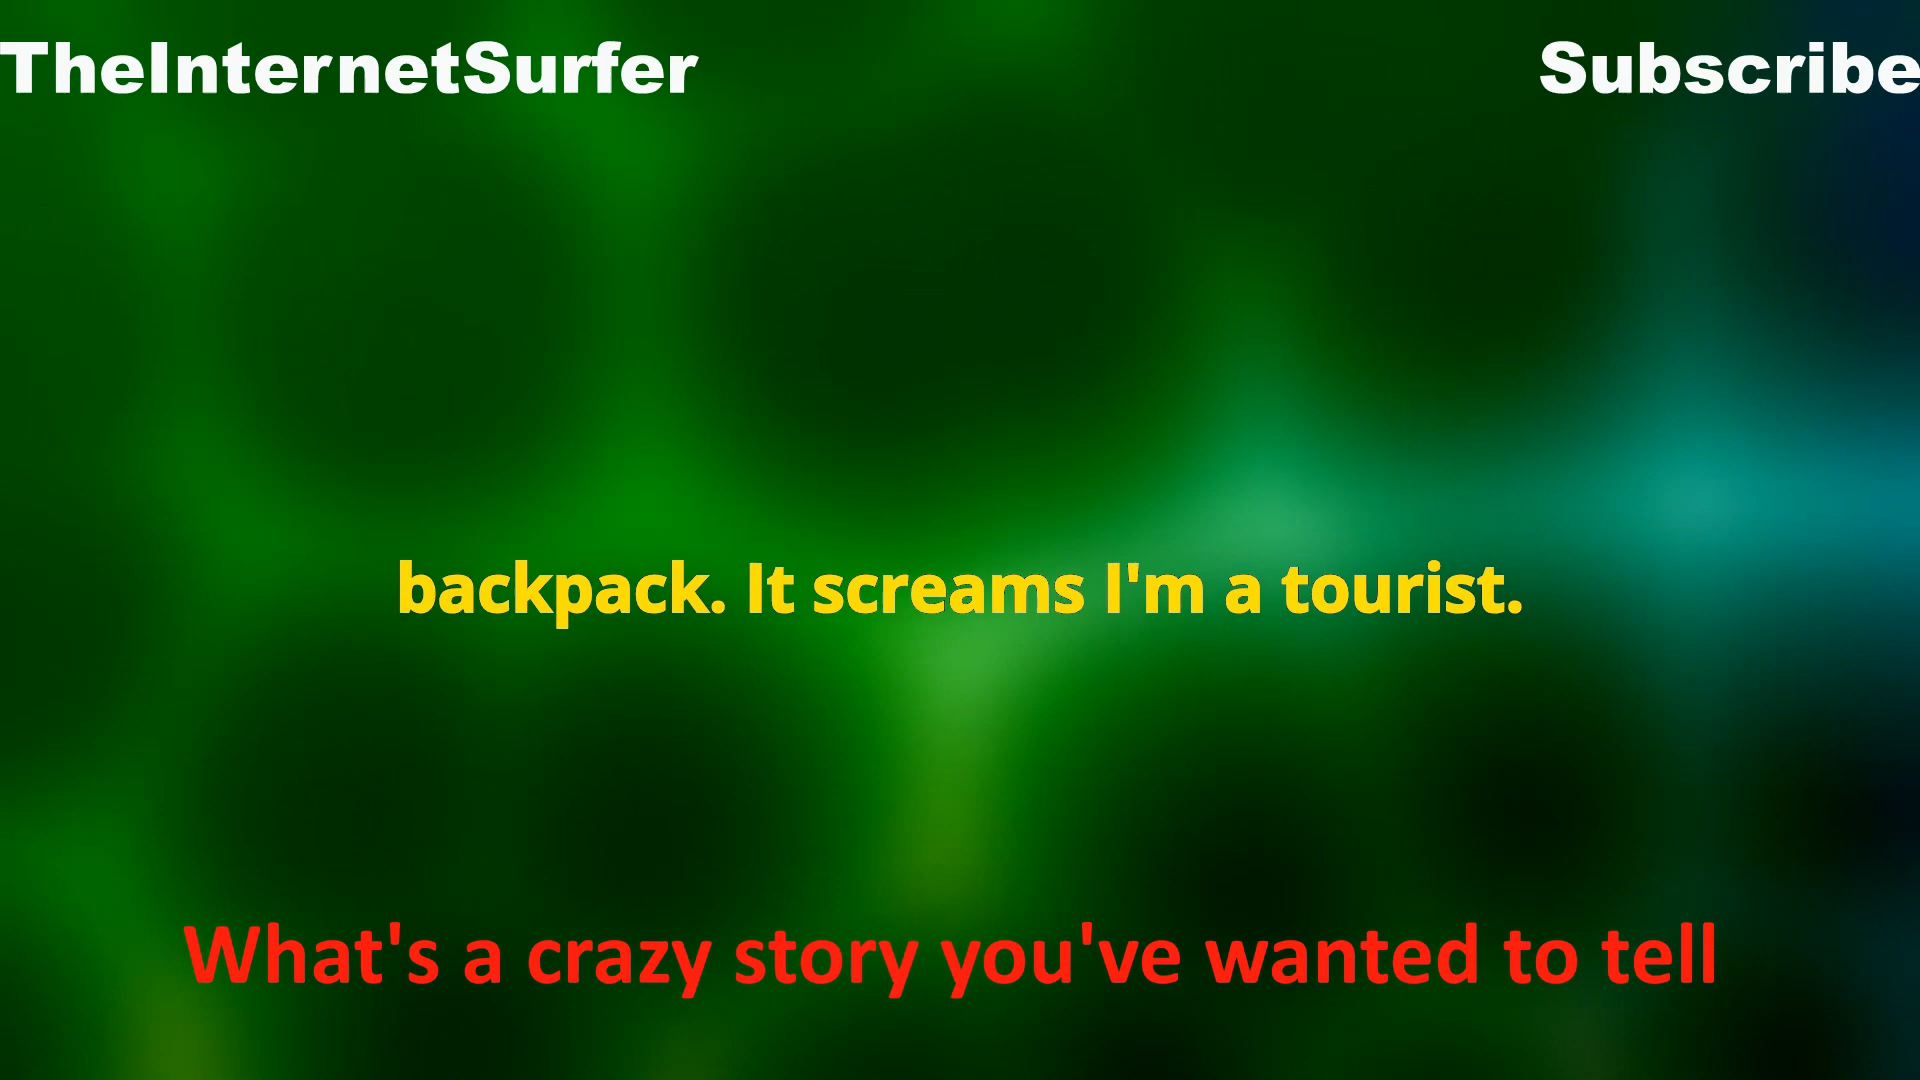 TheInternetSurfer Subscribe
backpack. It screams I'm a tourist.
What's a crazy story you've wanted to tell